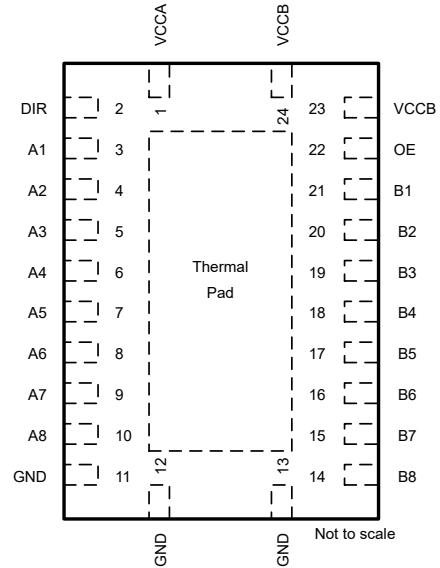 VCCA VCCB
1 24
DIR 2 23 VCCB
A1 3 22 OE
A2 4 21 B1
A3 5 20 B2
A4 6 19 B3
A5 7 18 B4
A6 8 17 B5
A7 9 16 B6
A8 10 15 B7
GND 11 14 B8
Thermal
Pad
12 13
GND GND
Not to scale